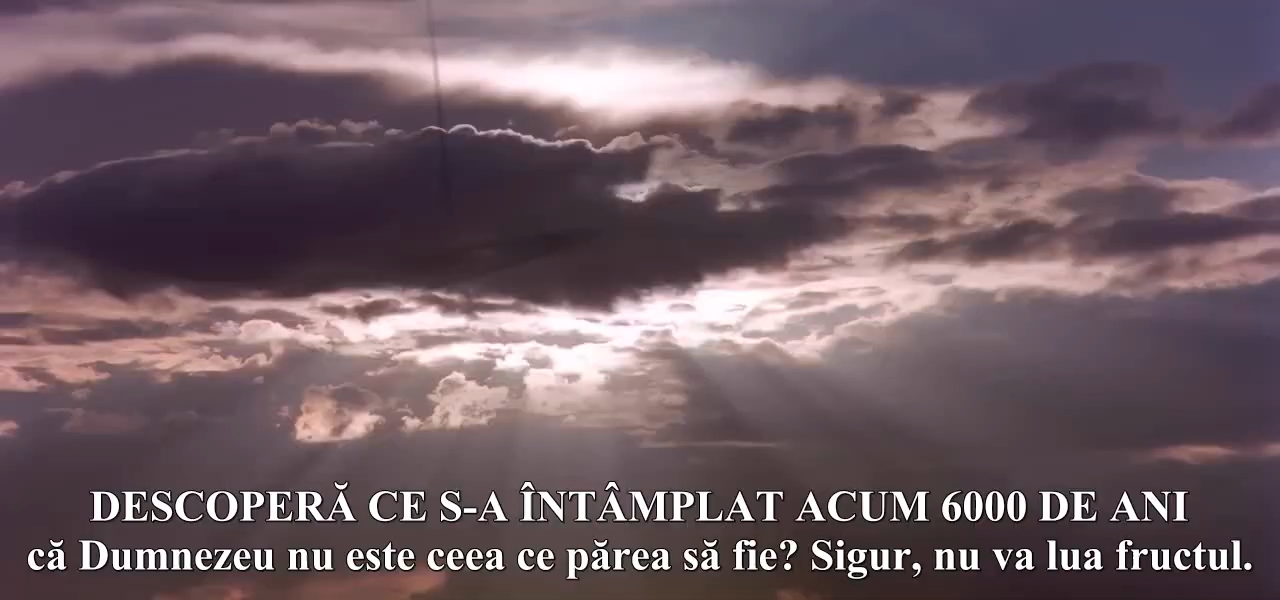 DESCOPERĂ CE S-A ÎNTÂMPLAT ACUM 6000 DE ANI
că Dumnezeu nu este ceea ce părea să fie? Sigur, nu va lua fructul.